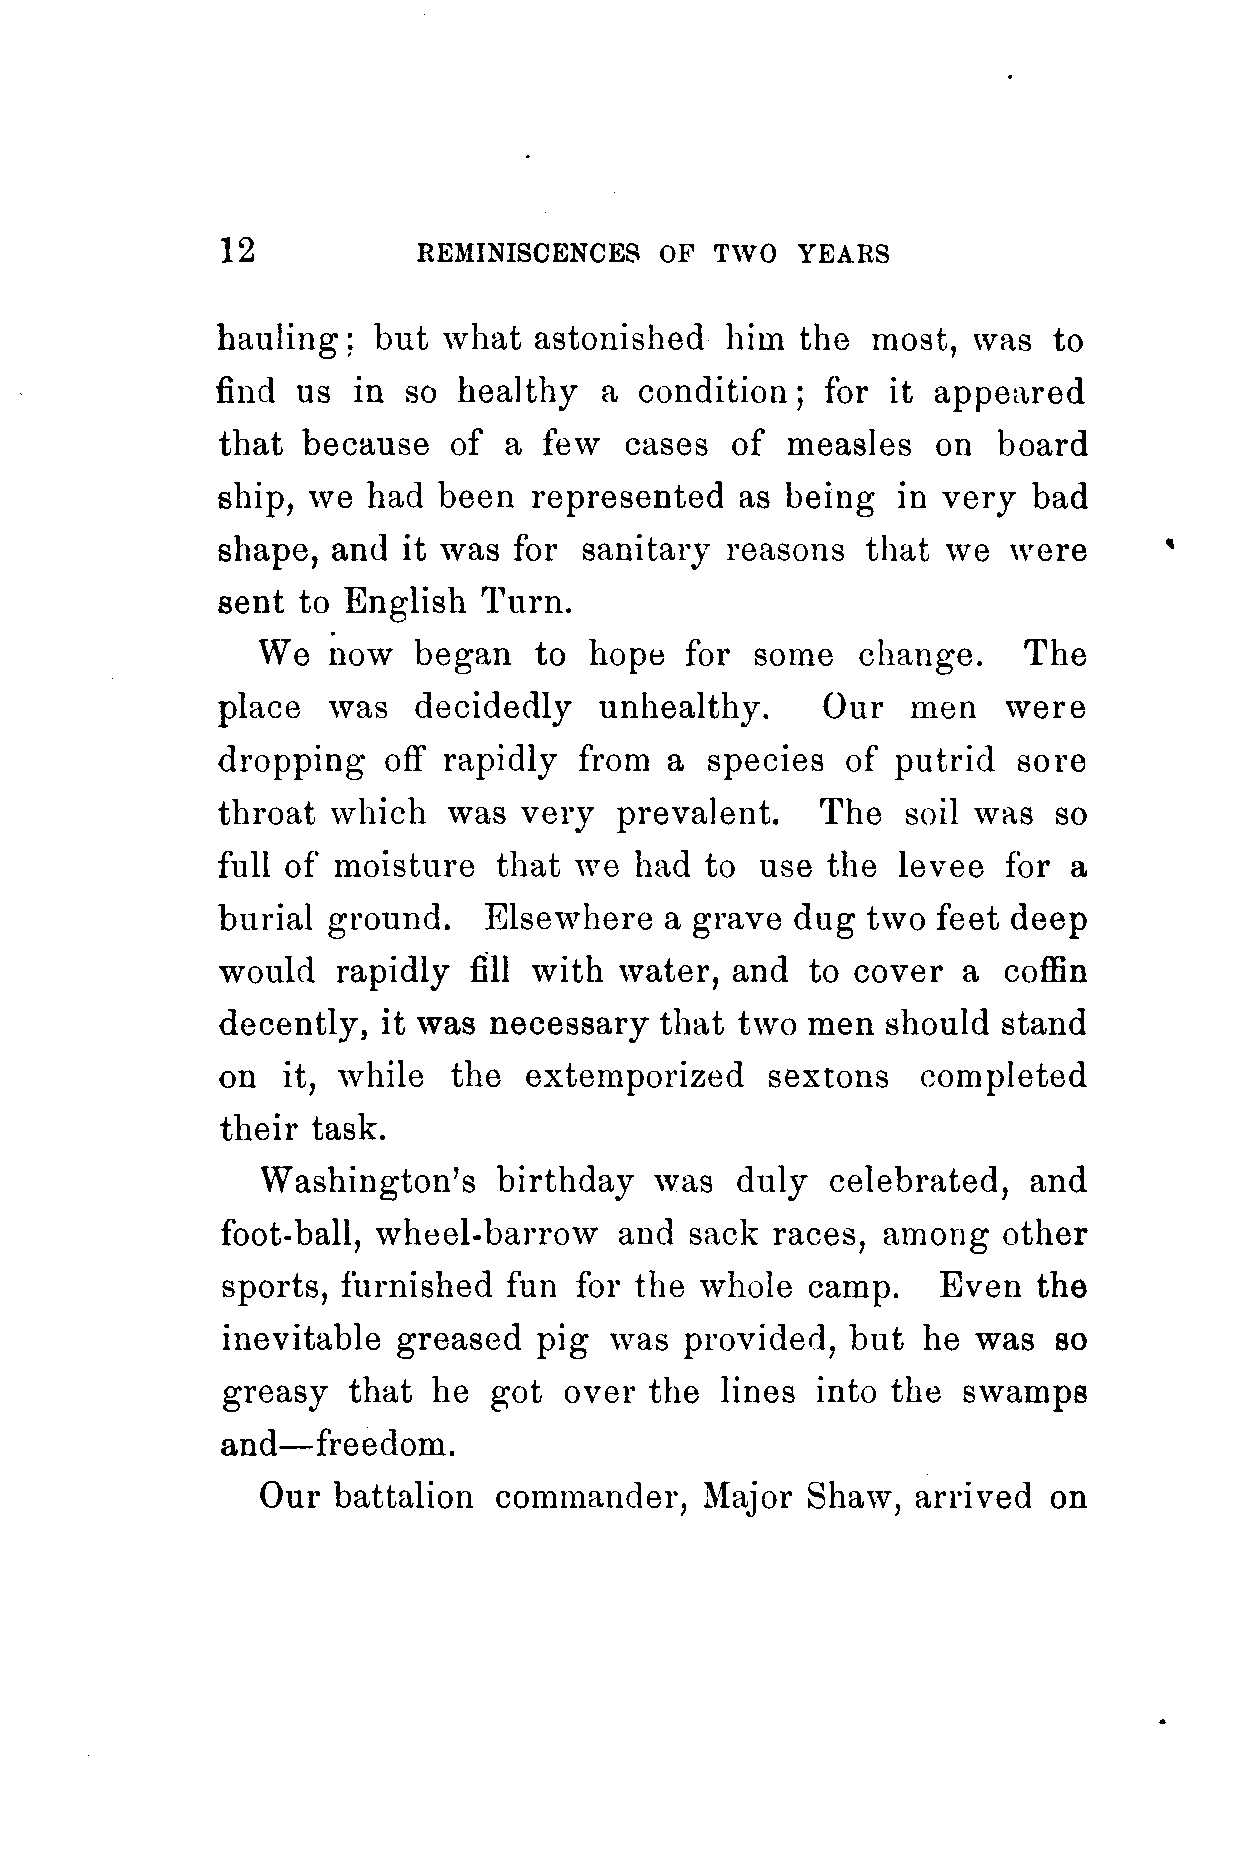 12 REMINISCENCES OF TWO YEARS
hauling; but what astonished him the most, was to
find us in so healthy a condition; for it appeared
that because of a few cases of measles on board
ship, we had been represented as being in very bad
shape, and it was for sanitary reasons that we were
sent to English Turn.
We now began to hope for some change. The
place was decidedly unhealthy. Our men were
dropping off rapidly from a species of putrid sore
throat which was very prevalent. The soil was so
full of moisture that we had to use the levee for a
burial ground. Elsewhere a grave dug two feet deep
would rapidly fill with water, and to cover a coffin
decently, it was necessary that two men should stand
on it, while the extemporized sextons completed
their task.
Washington's birthday was duly celebrated, and
foot-ball, wheel-barrow and sack races, among other
sports, furnished fun for the whole camp. Even the
inevitable greased pig was provided, but he was so
greasy that he got over the lines into the swamps
and—freedom.
Our battalion commander, Major Shaw, arrived on